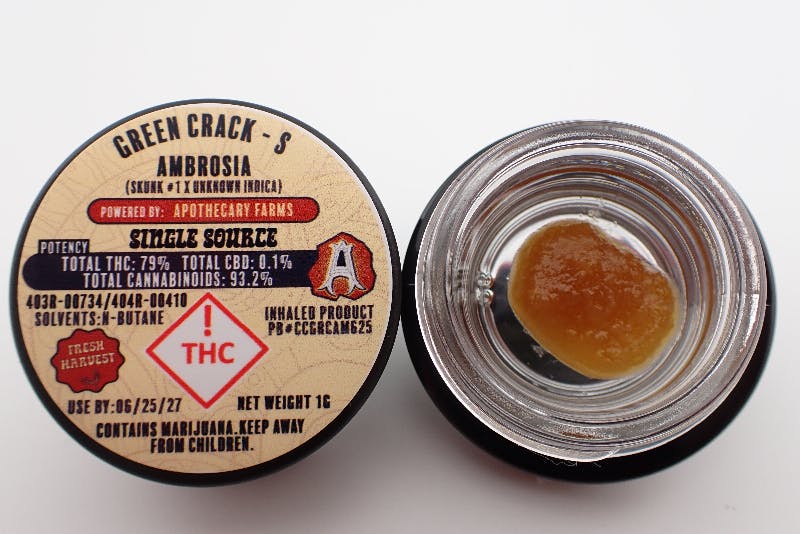 GREEN CRACK - S
AMBROSIA
(SKUNK #1 X UNKNOWN INDICA)
POWERED BY: APOTHECARY FARMS
SINGLE SOURCE
POTENCY
TOTAL THC: 79% TOTAL CBD: 0.1%
TOTAL CANNABINOIDS: 93.2%
A
403R-00734/404R-00410
SOLVENTS:N-BUTANE
INHALED PRODUCT
PB#CCGRCAM625
!
THC
FRESH
HARVEST
USE BY:06/25/27
NET WEIGHT 1G
CONTAINS MARIJUANA.KEEP AWAY
FROM CHILDREN.